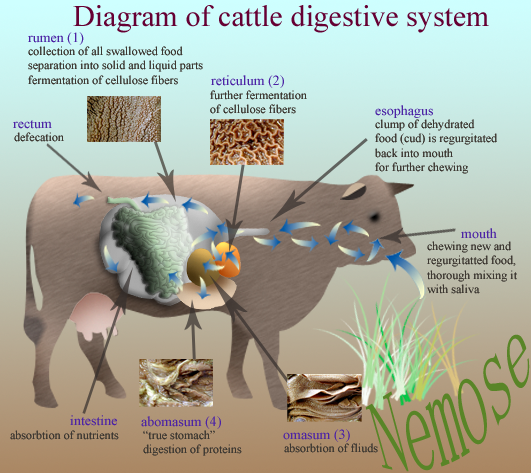 Diagram of cattle digestive system
rumen (1)
collection of all swallowed food
separation into solid and liquid parts
fermentation of cellulose fibers
reticulum (2)
further fermentation
of cellulose fibers
esophagus
clump of dehydrated
food (cud) is regurgitated
back into mouth
for further chewing
rectum
defecation
mouth
chewing new and
regurgitatted food,
thorough mixing it
with saliva
intestine
absorbtion of nutrients
abomasum (4)
"true stomach"
digestion of proteins
omasum (3)
absorbtion of fliuds
Nemose